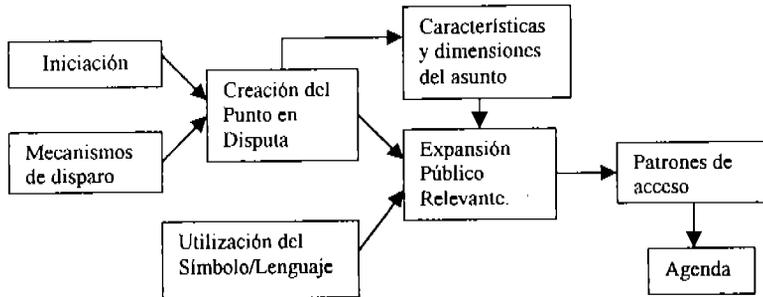 Iniciación
Mecanismos
de disparo
Creación del
Punto en
Disputa
Características
y dimensiones
del asunto
Utilización del
Símbolo/Lenguaje
Expansión
Público
Relevante.
Patrones de
acceso
Agenda